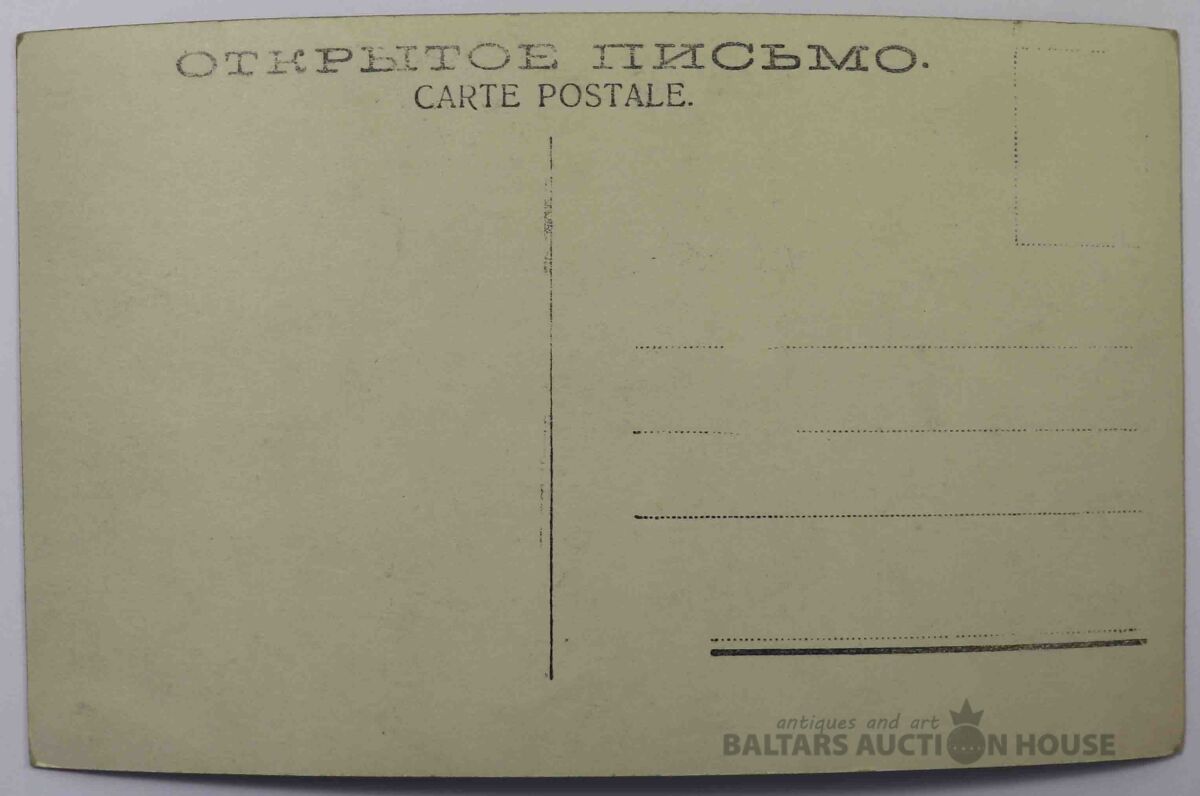 ОТКРЫТОЕ ПИСЬМО.
CARTE POSTALE.
antiques and art
BALTARS AUCTION HOUSE